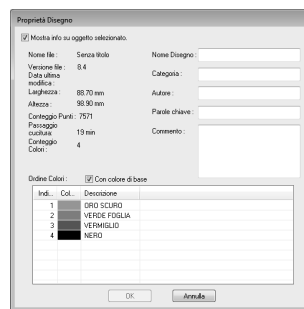 Proprietà Disegno
Mostra info su oggetto selezionato.
Nome file : Senza titolo
Versione file : 8.4
Data ultima modifica :
Larghezza : 88.70 mm
Altezza : 98.90 mm
Conteggio Punti : 7571
Passaggio cucitura: 19 min
Conteggio Colori : 4
Nome Disegno :
Categoria :
Autore :
Parole chiave :
Commento :
Ordine Colori : Con colore di base
Indi... Col... Descrizione
1 ORO SCURO
2 VERDE FOGLIA
3 VERMIGLIO
4 NERO
OK Annulla